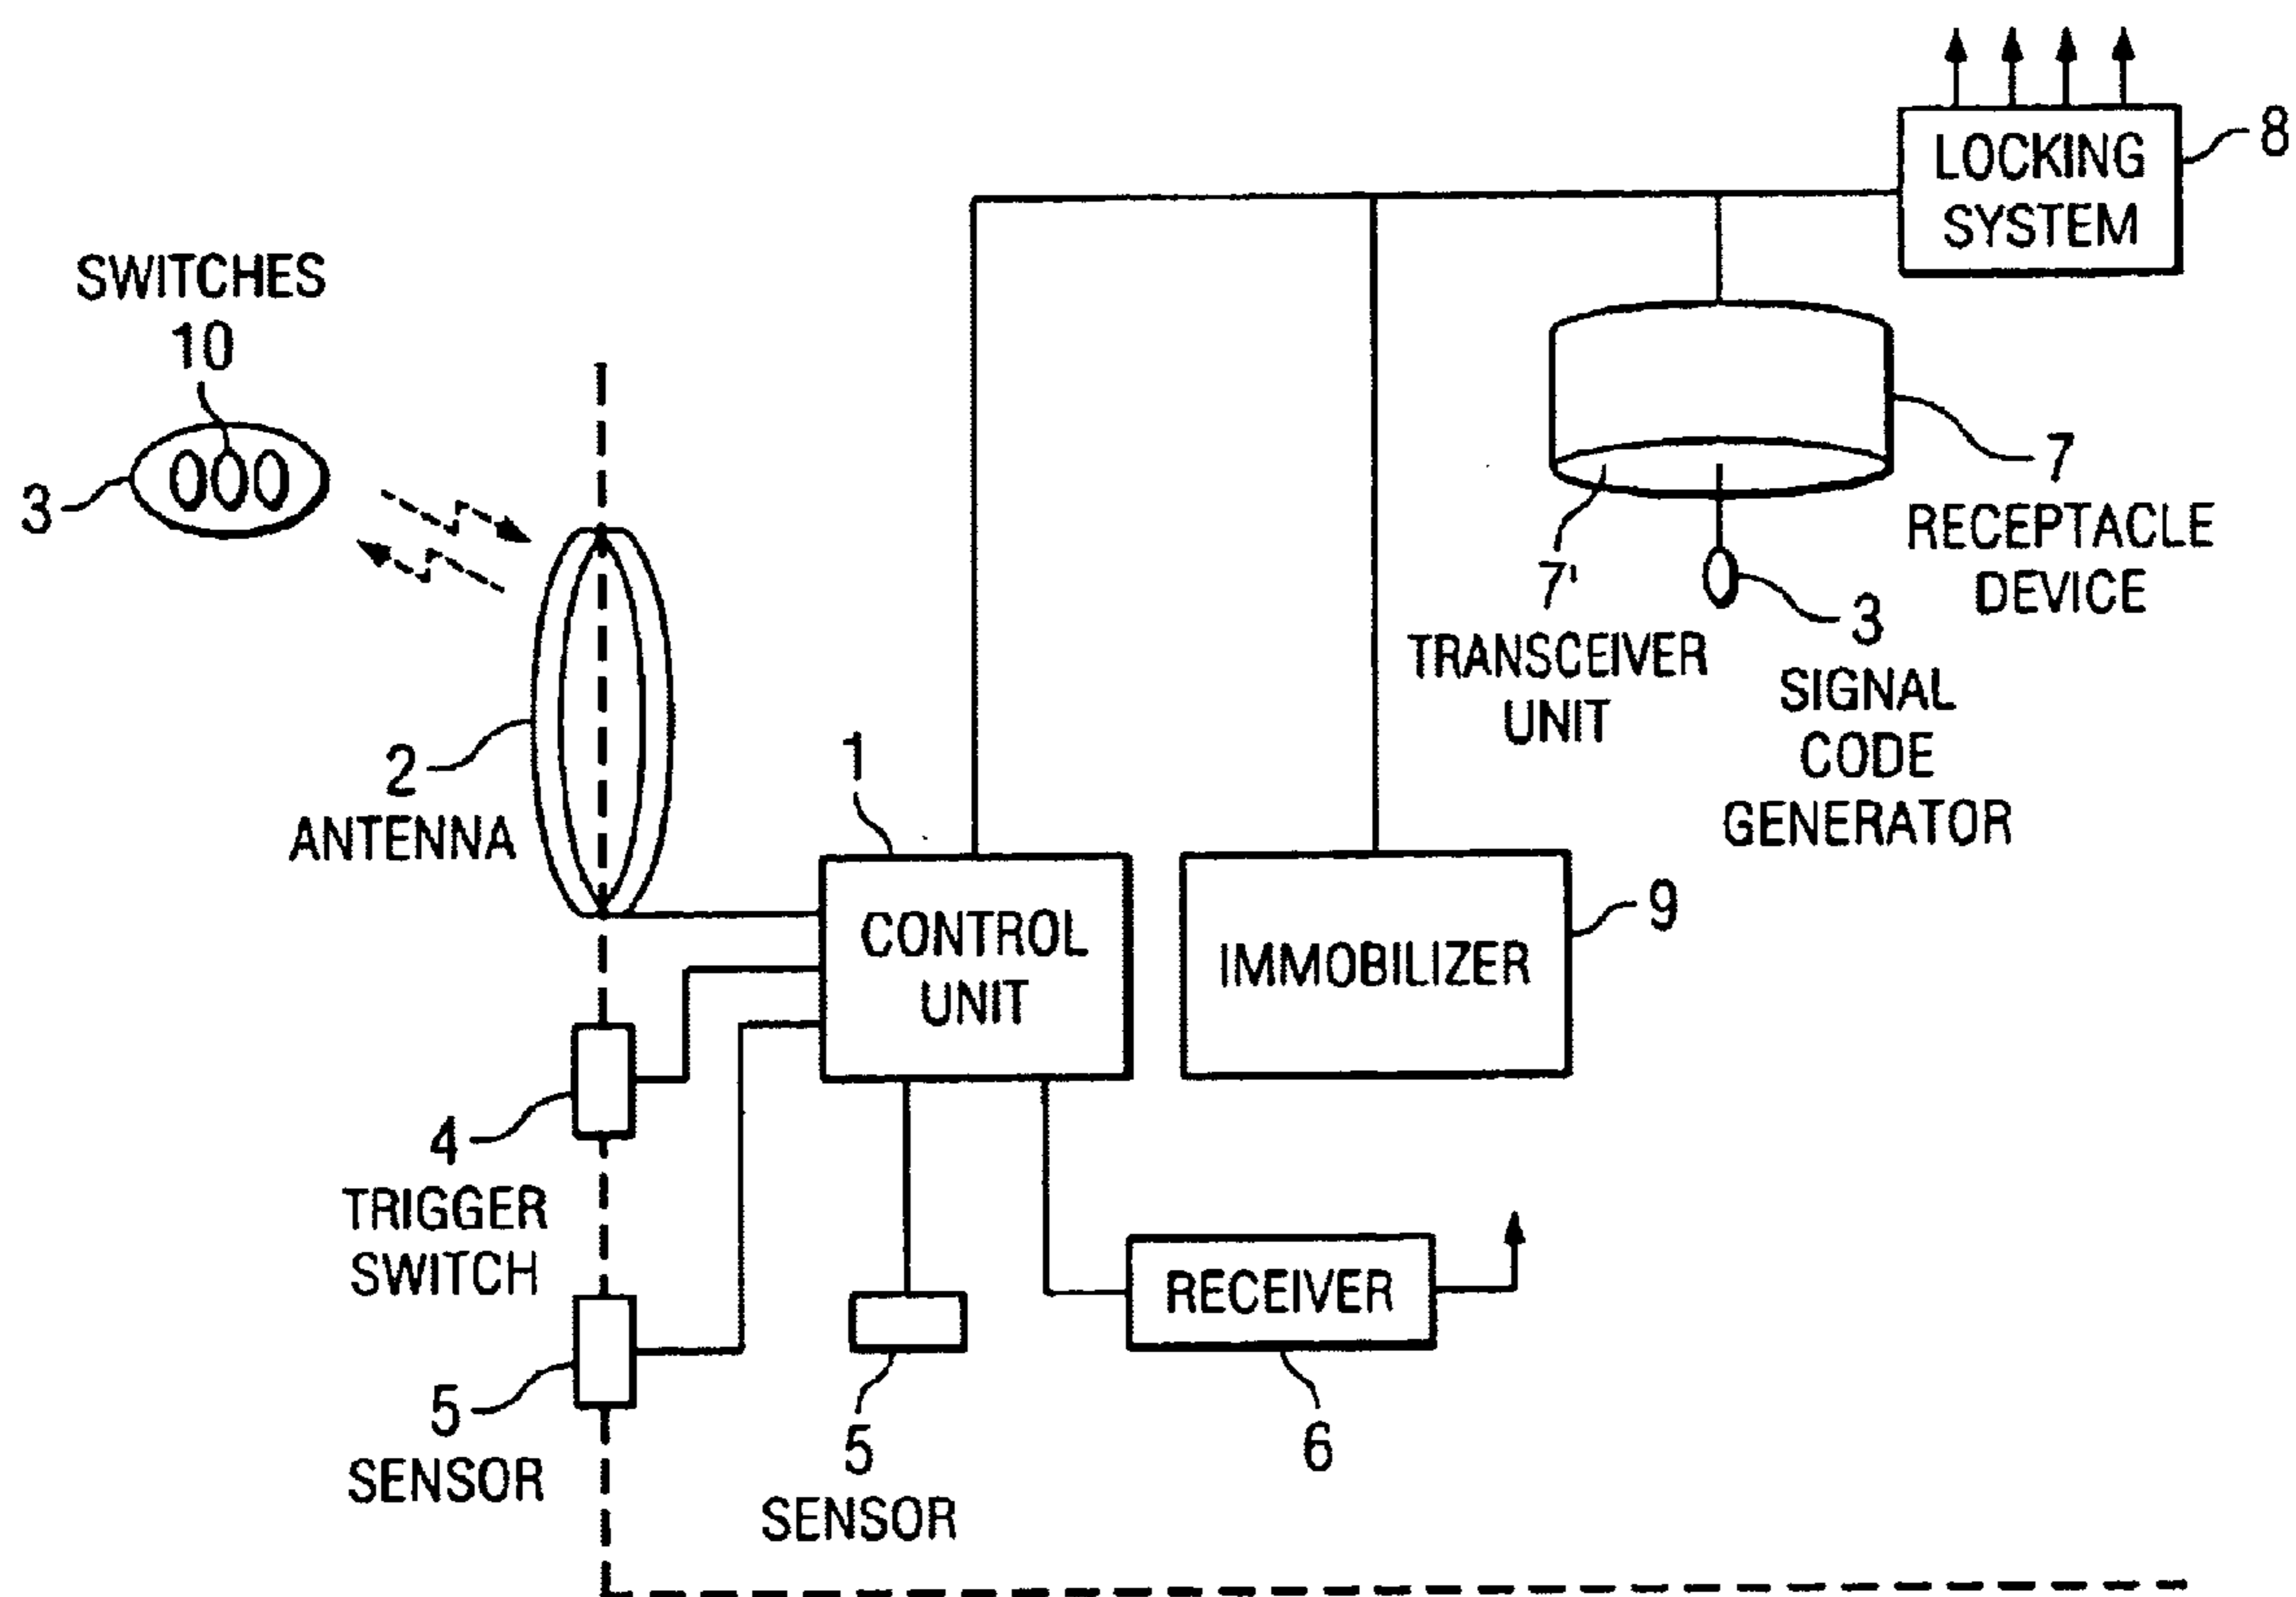 LOCKING
SYSTEM
8
SWITCHES
10
3
7
RECEPTACLE
DEVICE
7'
TRANSCEIVER
UNIT
3
SIGNAL
CODE
GENERATOR
2
ANTENNA
1
CONTROL
UNIT
IMMOBILIZER
9
4
TRIGGER
SWITCH
RECEIVER
5
SENSOR
5
SENSOR
6